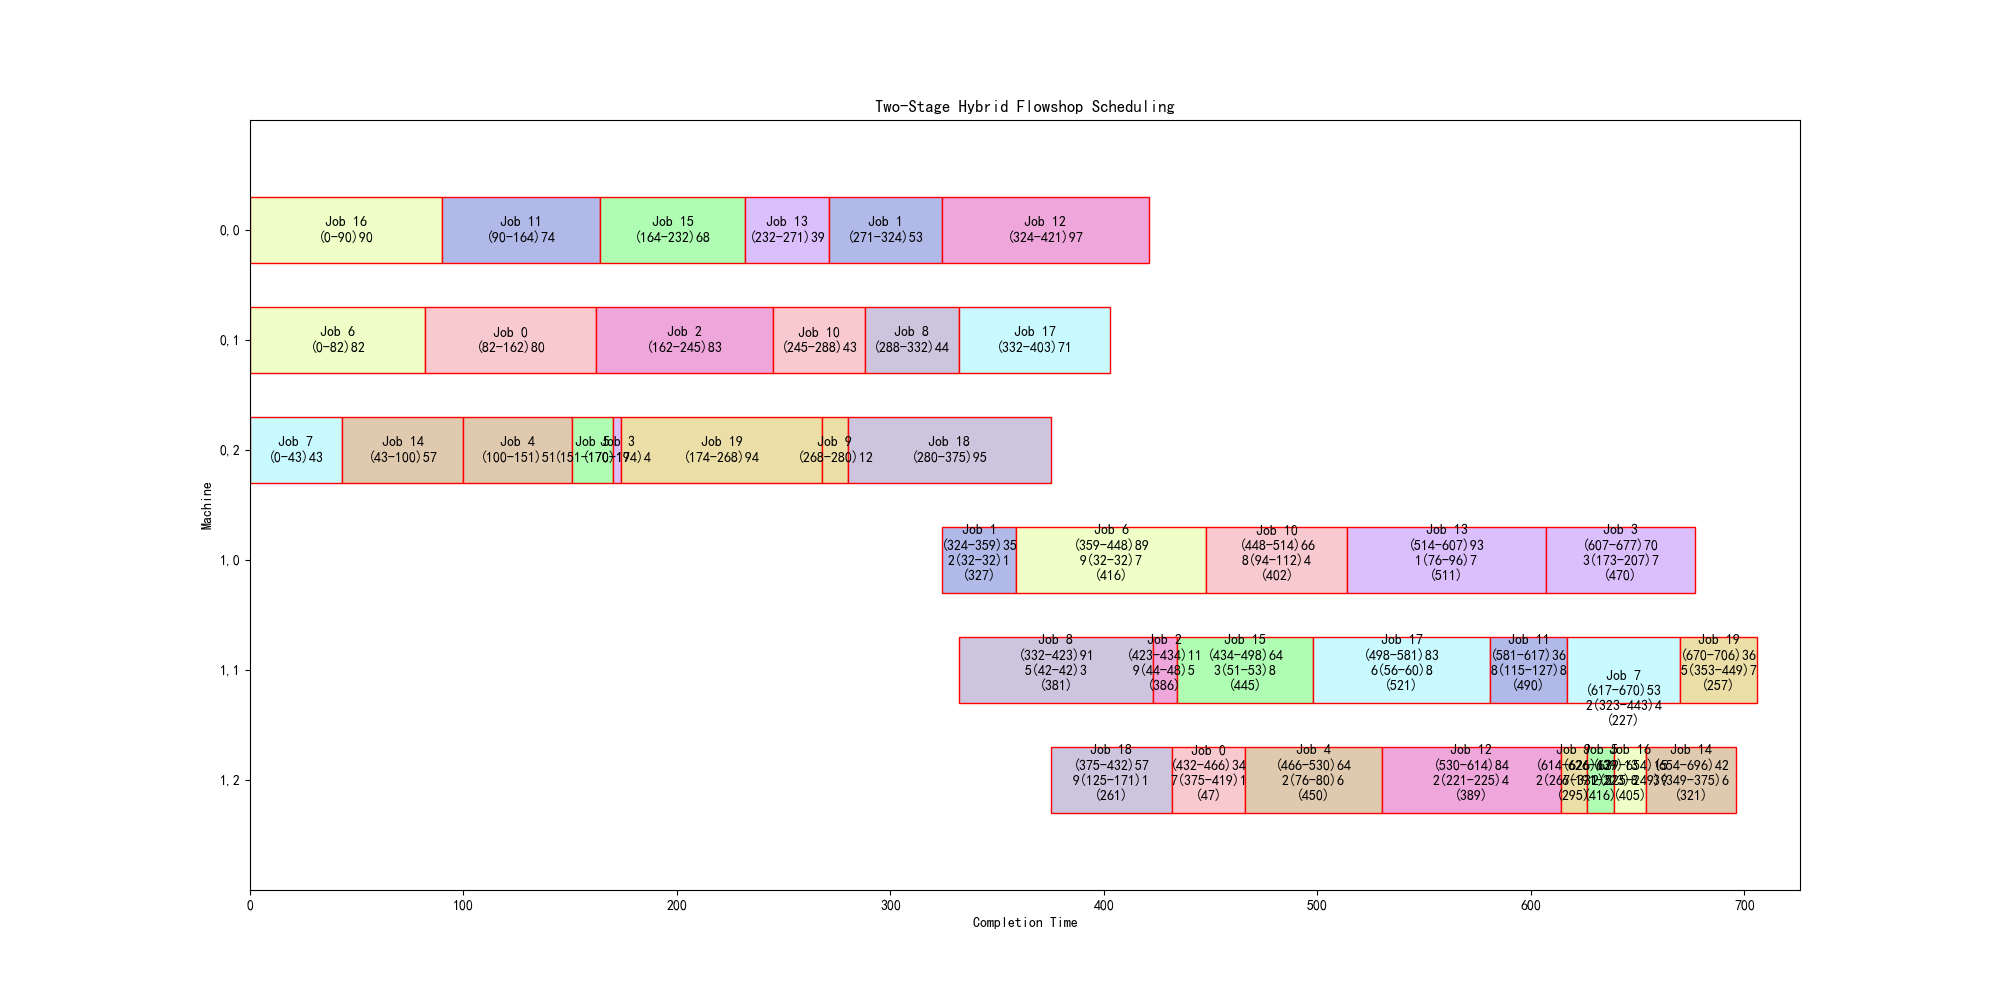 Two-Stage Hybrid Flowshop Scheduling
0,0
Job 16
(0-90)90
Job 11
(90-164)74
Job 15
(164-232)68
Job 13
(232-271)39
Job 1
(271-324)53
Job 12
(324-421)97
0,1
Job 6
(0-82)82
Job 0
(82-162)80
Job 2
(162-245)83
Job 10
(245-288)43
Job 8
(288-332)44
Job 17
(332-403)71
0,2
Job 7
(0-43)43
Job 14
(43-100)57
Job 4
(100-151)51
Job 5
Job 3
Job 19
(174-268)94
Job 9
(268-280)12
Job 18
(280-375)95
Machine
1,0
Job 1
(324-359)35
2(32-32)1
(327)
Job 6
(359-448)89
9(32-32)7
(416)
Job 10
(448-514)66
8(94-112)4
(402)
Job 13
(514-607)93
1(76-96)7
(511)
Job 3
(607-677)70
3(173-207)7
(470)
1,1
Job 8
(332-423)91
5(42-42)3
(381)
Job 2
(423-434)11
9(44-48)5
(386)
Job 15
(434-498)64
3(51-53)8
(445)
Job 17
(498-581)83
6(56-60)8
(521)
Job 11
(581-617)36
8(115-127)8
(490)
Job 7
(617-670)53
2(323-443)4
(227)
Job 19
(670-706)36
5(353-449)7
(257)
1,2
Job 18
(375-432)57
9(125-171)1
(261)
Job 0
(432-466)34
7(375-419)1
(47)
Job 4
(466-530)64
2(76-80)6
(450)
Job 12
(530-614)84
2(221-225)4
(389)
Job 9
(295)
Job 5
(416)
Job 16
(405)
Job 14
(654-696)42
(321)
0
100
200
300
400
500
600
700
Completion Time